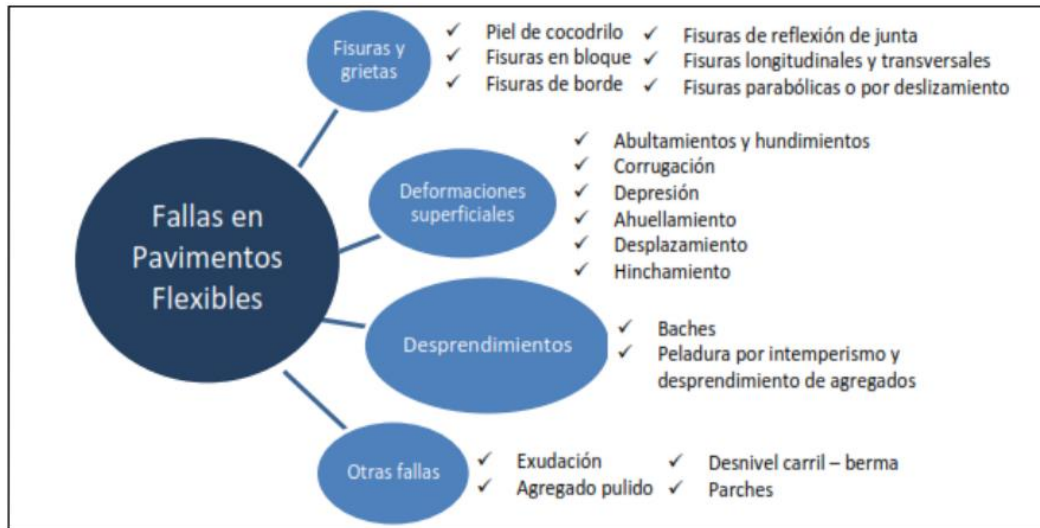 Fallas en
Pavimentos
Flexibles
Fisuras y
grietas
✓ Piel de cocodrilo ✓ Fisuras de reflexión de junta
✓ Fisuras en bloque ✓ Fisuras longitudinales y transversales
✓ Fisuras de borde ✓ Fisuras parabólicas o por deslizamiento
Deformaciones
superficiales
✓ Abultamientos y hundimientos
✓ Corrugación
✓ Depresión
✓ Ahuellamiento
✓ Desplazamiento
✓ Hinchamiento
Desprendimientos
✓ Baches
✓ Peladura por intemperismo y
desprendimiento de agregados
Otras fallas
✓ Exudación ✓ Desnivel carril – berma
✓ Agregado pulido ✓ Parches